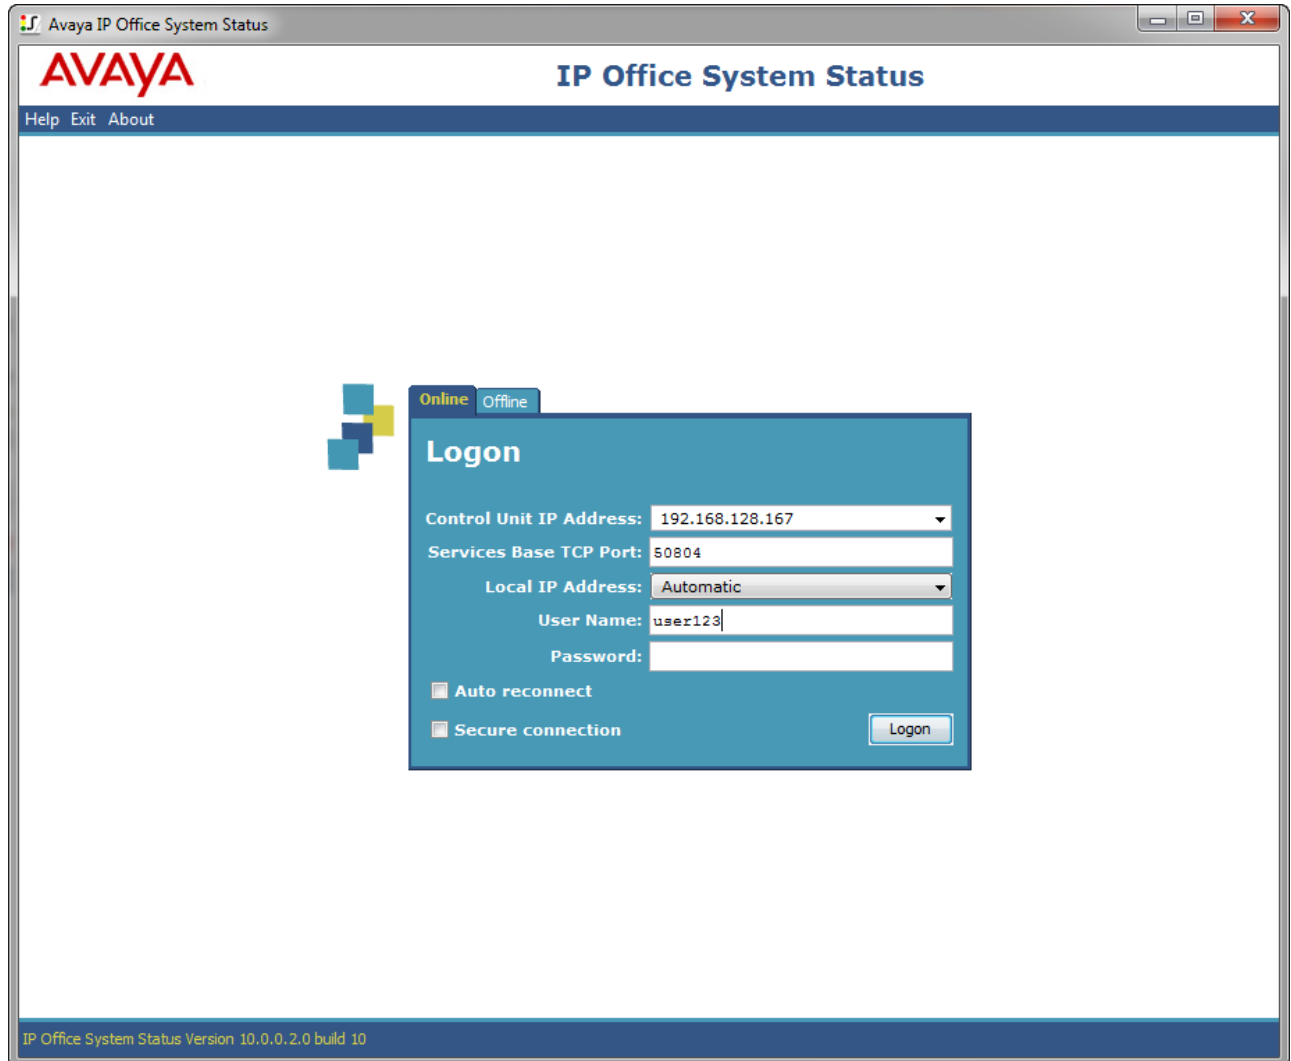 Avaya IP Office System Status
AVAYA
IP Office System Status
Help Exit About
Online Offline
Logon
Control Unit IP Address: 192.168.128.167
Services Base TCP Port: 50804
Local IP Address: Automatic
User Name: user123
Password:
Auto reconnect
Secure connection
Logon
IP Office System Status Version 10.0.0.2.0 build 10